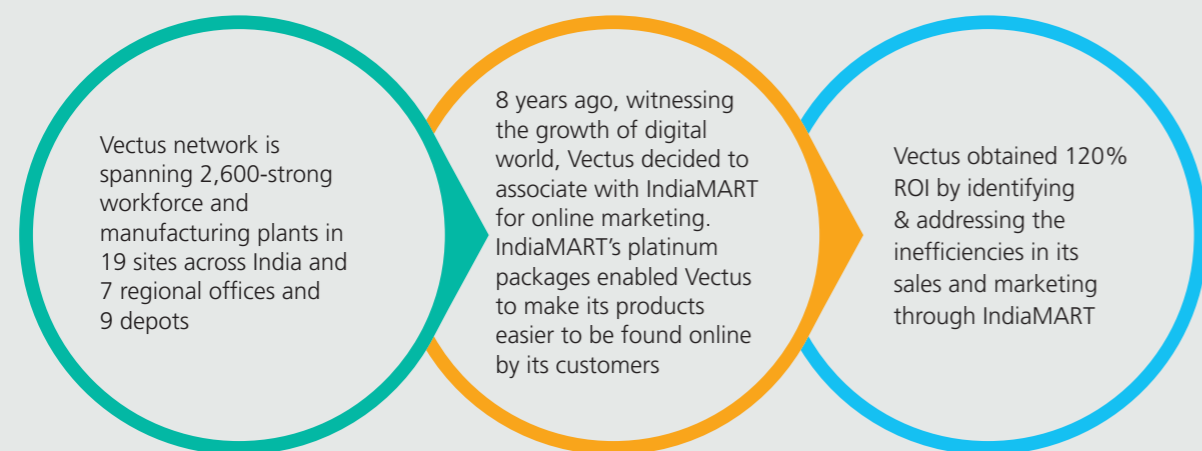 Vectus network is
spanning 2,600-strong
workforce and
manufacturing plants in
19 sites across India and
7 regional offices and
9 depots
8 years ago, witnessing
the growth of digital
world, Vectus decided to
associate with IndiaMART
for online marketing.
IndiaMART’s platinum
packages enabled Vectus
to make its products
easier to be found online
by its customers
Vectus obtained 120%
ROI by identifying
& addressing the
inefficiencies in its
sales and marketing
through IndiaMART